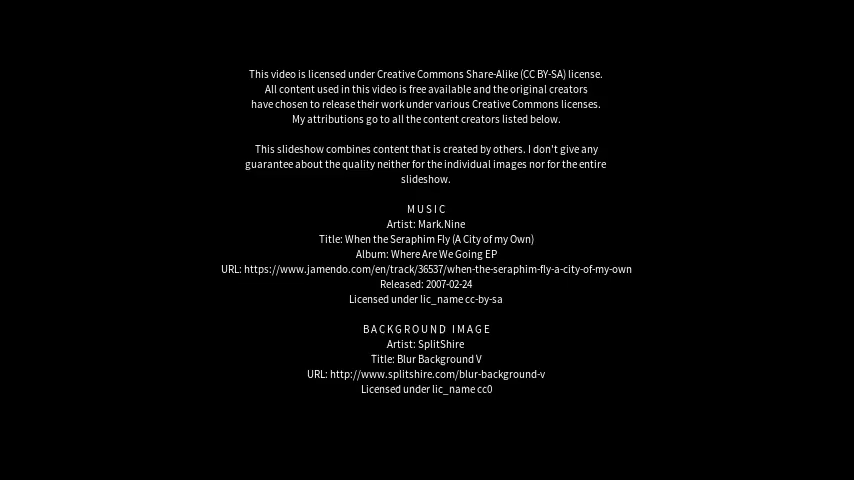 This video is licensed under Creative Commons Share-Alike (CC BY-SA) license.
All content used in this video is free available and the original creators
have chosen to release their work under various Creative Commons licenses.
My attributions go to all the content creators listed below.
This slideshow combines content that is created by others. I don't give any
guarantee about the quality neither for the individual images nor for the entire
slideshow.
MUSIC
Artist: Mark.Nine
Title: When the Seraphim Fly (A City of my Own)
Album: Where Are We Going EP
URL: https://www.jamendo.com/en/track/36537/when-the-seraphim-fly-a-city-of-my-own
Released: 2007-02-24
Licensed under lic_name cc-by-sa
BACKGROUND IMAGE
Artist: SplitShire
Title: Blur Background V
URL: http://www.splitshire.com/blur-background-v
Licensed under lic_name cc0